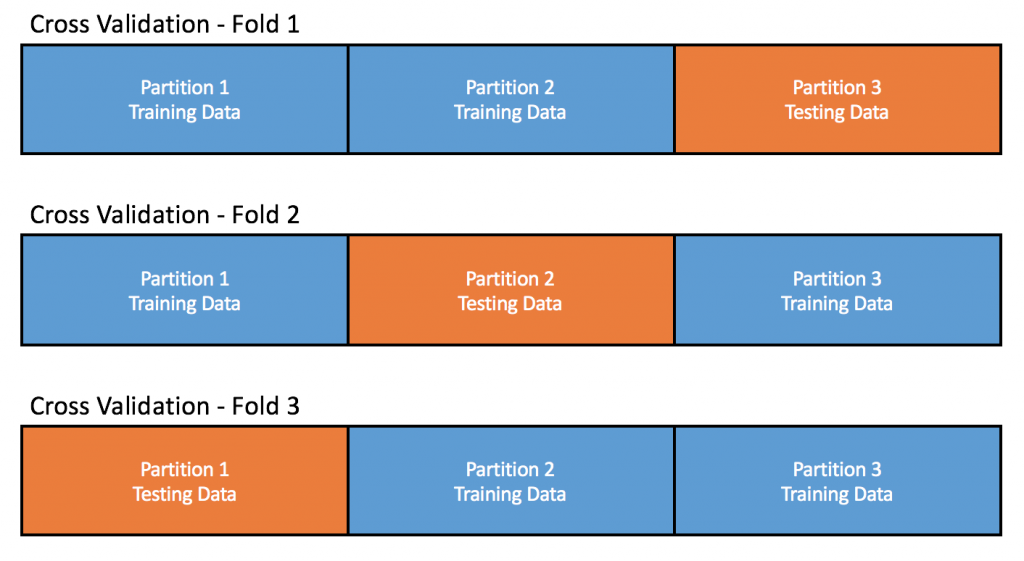 Cross Validation - Fold 1
Partition 1
Training Data
Partition 2
Training Data
Partition 3
Testing Data
Cross Validation - Fold 2
Partition 1
Training Data
Partition 2
Testing Data
Partition 3
Training Data
Cross Validation - Fold 3
Partition 1
Testing Data
Partition 2
Training Data
Partition 3
Training Data